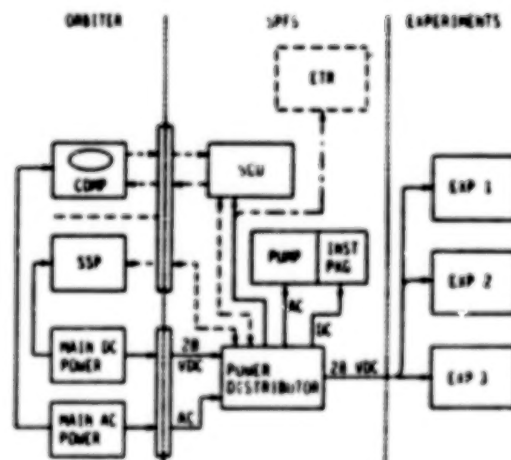 ORBITER
SPFS
EXPERIMENTS
ETR
COMP
SCU
EXP 1
SSP
PUMP
INST
PKG
EXP 2
AC
DC
MAIN DC
POWER
28
VDC
POWER
DISTRIBUTOR
28 VDC
EXP 3
MAIN AC
POWER
AC